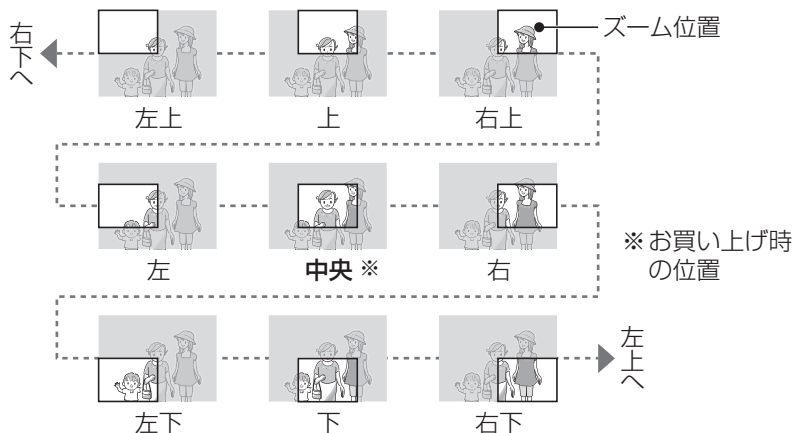 右下へ
ズーム位置
左上
上
右上
左
中央 ※
右
※お買い上げ時
の位置
左下
下
右下
左上へ